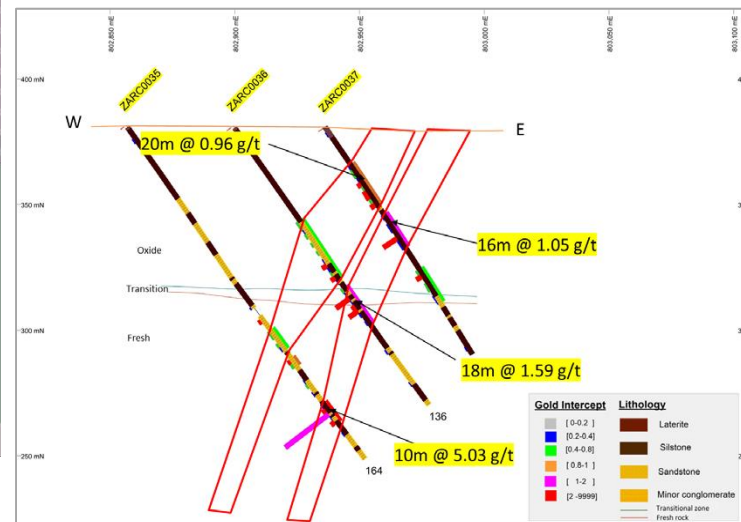 802,850 mE
802,900 mE
802,950 mE
803,000 mE
803,050 mE
803,100 mE
400 mN
ZARC0035
ZARC0036
ZARC0037
W
E
20m @ 0.96 g/t
350 mN
16m @ 1.05 g/t
Oxide
Transition
300 mN
Fresh
18m @ 1.59 g/t
136
10m @ 5.03 g/t
164
250 mN
Gold Intercept
[ 0-0.2 ]
[0.2-0.4]
[0.4-0.8]
[ 0.8-1 ]
[ 1-2 ]
[2 -9999]
Lithology
Laterite
Silstone
Sandstone
Minor conglomerate
Transitional zone
Fresh rock